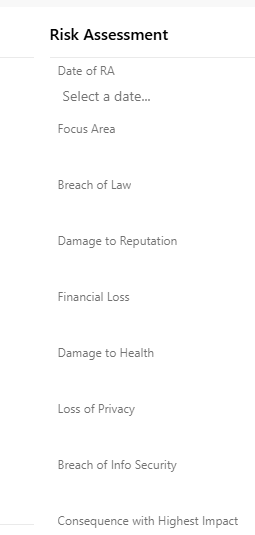 Risk Assessment
Date of RA
Select a date...
Focus Area
Breach of Law
Damage to Reputation
Financial Loss
Damage to Health
Loss of Privacy
Breach of Info Security
Consequence with Highest Impact